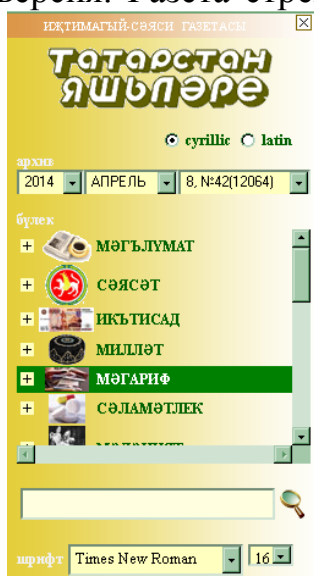 ИҖТИМАГЫЙ-СӘЯСИ ГАЗЕТАСЫ
Татарстан
яшьләре
cyrillic latin
архив
2014 АПРЕЛЬ 8, №42(12064)
бүлек
МӘГЪЛҮМАТ
СӘЯСӘТ
ИКЪТИСАД
МИЛЛӘТ
МӘГАРИФ
СӘЛАМӘТЛЕК
шрифт Times New Roman 16